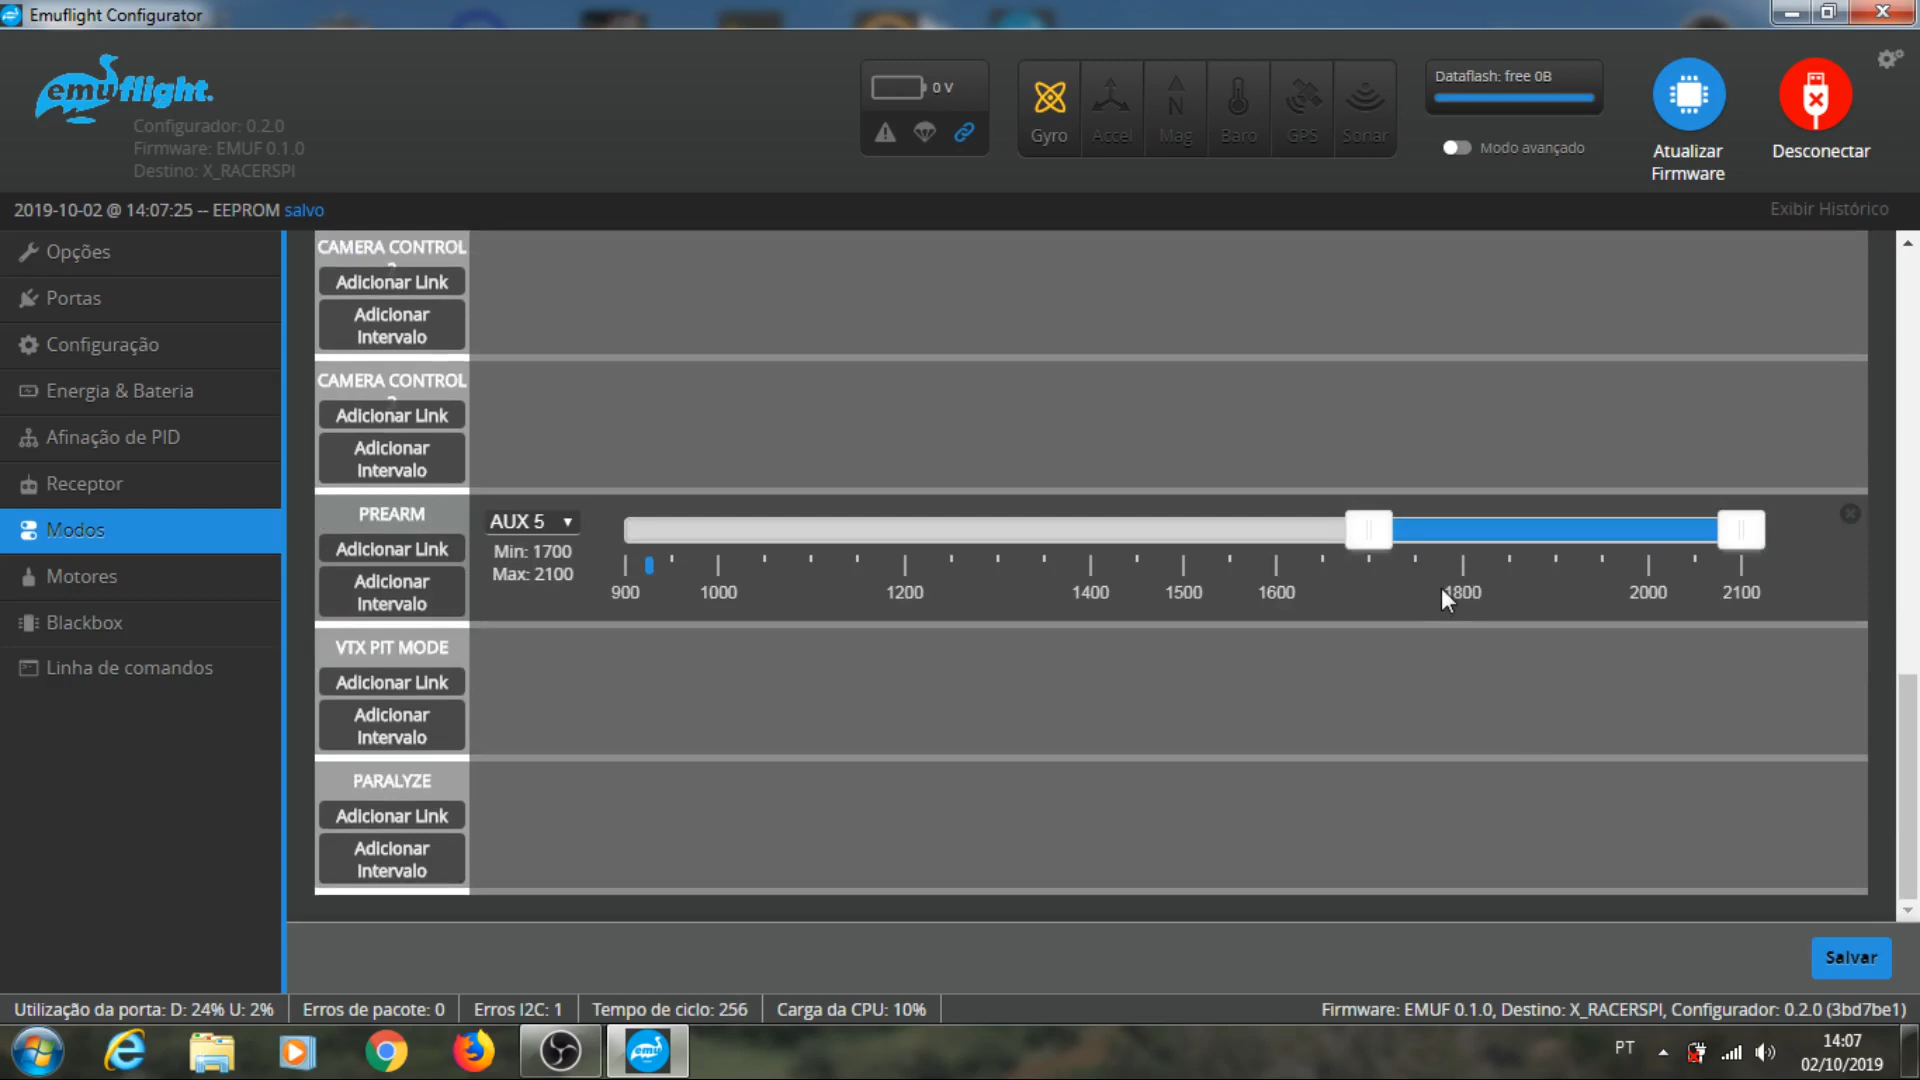 Emuflight Configurator
emuflight.
Configurador: 0.2.0
Firmware: EMUF 0.1.0
Destino: X_RACERSPI
0 V
Gyro
Accel
Mag
Baro
GPS
Sonar
Dataflash: free 0B
Modo avançado
Atualizar
Firmware
Desconectar
2019-10-02 @ 14:07:25 -- EEPROM salvo
Exibir Histórico
Opções
Portas
Configuração
Energia & Bateria
Afinação de PID
Receptor
Modos
Motores
Blackbox
Linha de comandos
CAMERA CONTROL
Adicionar Link
Adicionar
Intervalo
CAMERA CONTROL
Adicionar Link
Adicionar
Intervalo
PREARM
Adicionar Link
Adicionar
Intervalo
AUX 5
Min: 1700
Max: 2100
900 1000 1200 1400 1500 1600 1800 2000 2100
VTX PIT MODE
Adicionar Link
Adicionar
Intervalo
PARALYZE
Adicionar Link
Adicionar
Intervalo
Salvar
Utilização da porta: D: 24% U: 2%
Erros de pacote: 0
Erros I2C: 1
Tempo de ciclo: 256
Carga da CPU: 10%
Firmware: EMUF 0.1.0, Destino: X_RACERSPI, Configurador: 0.2.0 (3bd7be1)
emu
PT
14:07
02/10/2019